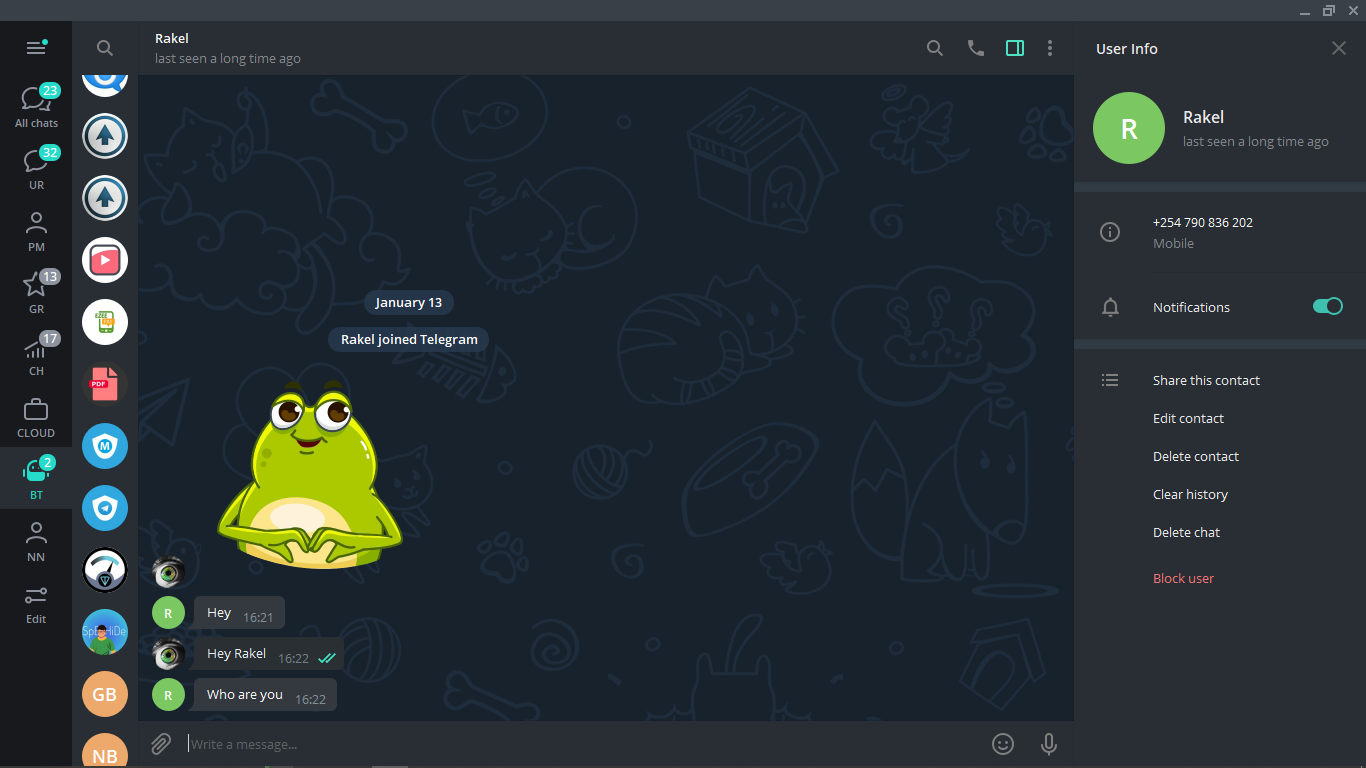 Rakel
last seen a long time ago
User Info
23
All chats
32
UR
PM
13
GR
17
CH
CLOUD
2
BT
NN
Edit
PDF
M
SpEcHiDe
GB
NB
January 13
Rakel joined Telegram
R
Hey 16:21
Hey Rakel 16:22
R
Who are you 16:22
Write a message...
R
Rakel
last seen a long time ago
+254 790 836 202
Mobile
Notifications
Share this contact
Edit contact
Delete contact
Clear history
Delete chat
Block user